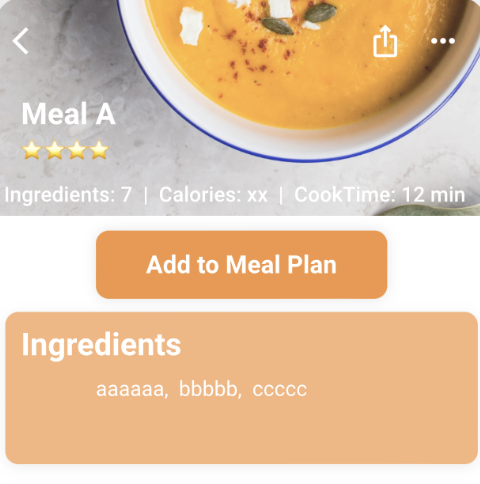 Meal A
Ingredients: 7 | Calories: xx | CookTime: 12 min
Add to Meal Plan
Ingredients
aaaaaa, bbbbb, ccccc